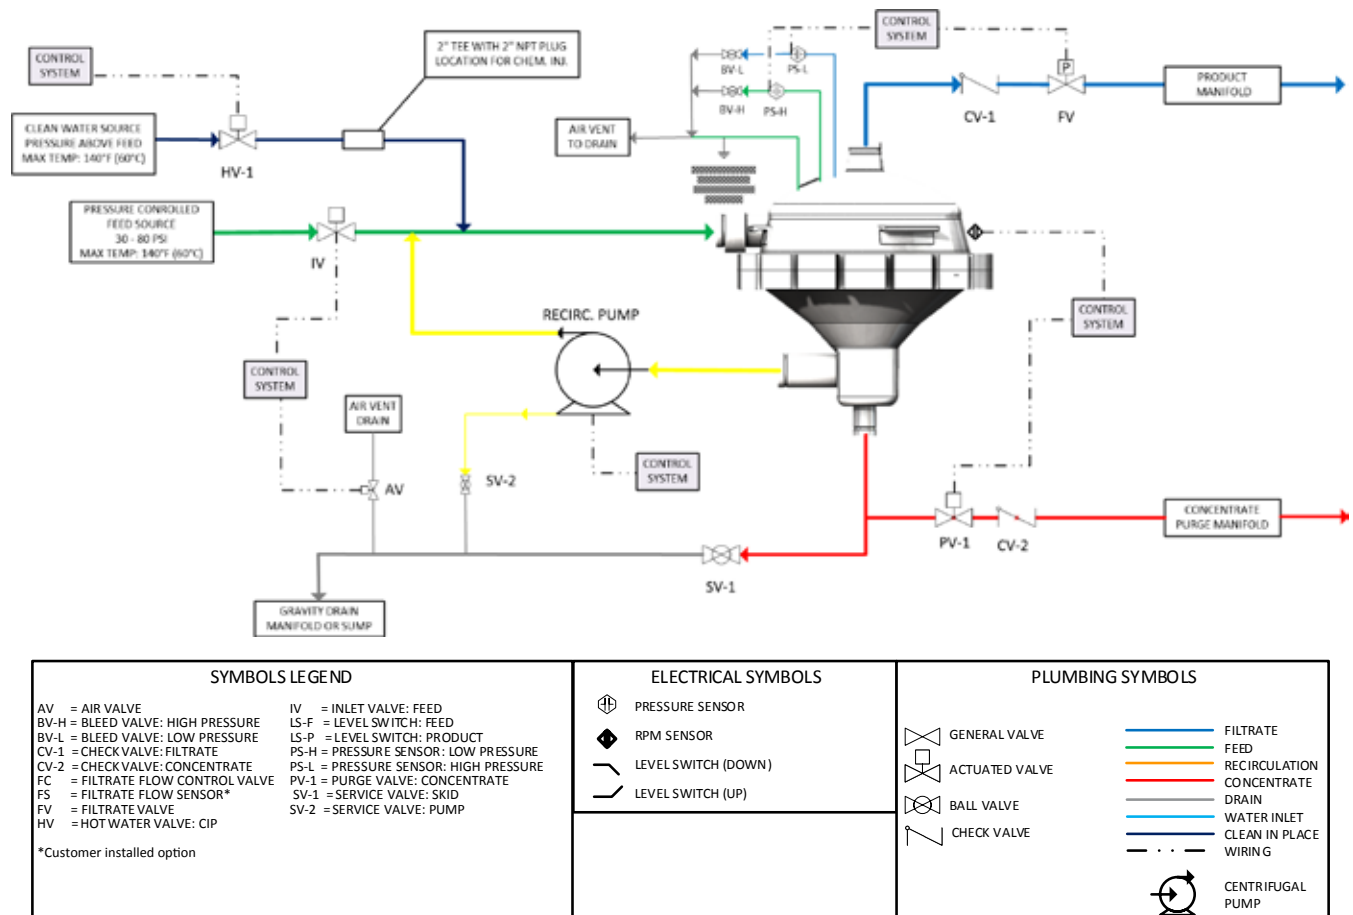 CONTROL
SYSTEM
2" TEE WITH 2" NPT PLUG
LOCATION FOR CHEM. INJ.
CONTROL
SYSTEM
BV-L
PS-L
BV-H
PS-H
AIR VENT
TO DRAIN
CV-1
FV
P
PRODUCT
MANIFOLD
CLEAN WATER SOURCE
PRESSURE ABOVE FEED
MAX TEMP: 140°F (60°C)
HV-1
PRESSURE CONROLLED
FEED SOURCE
30 - 80 PSI
MAX TEMP: 140°F (60°C)
IV
RECIRC. PUMP
CONTROL
SYSTEM
CONTROL
SYSTEM
AIR VENT
DRAIN
AV
SV-2
CONTROL
SYSTEM
PV-1
CV-2
CONCENTRATE
PURGE MANIFOLD
SV-1
GRAVITY DRAIN
MANIFOLD OR SUMP
SYMBOLS LEGEND
AV = AIR VALVE
BV-H = BLEED VALVE: HIGH PRESSURE
BV-L = BLEED VALVE: LOW PRESSURE
CV-1 = CHECK VALVE: FILTRATE
CV-2 = CHECK VALVE: CONCENTRATE
FC = FILTRATE FLOW CONTROL VALVE
FS = FILTRATE FLOW SENSOR*
FV = FILTRATE VALVE
HV = HOT WATER VALVE: CIP
IV = INLET VALVE: FEED
LS-F = LEVEL SWITCH: FEED
LS-P = LEVEL SWITCH: PRODUCT
PS-H = PRESSURE SENSOR: LOW PRESSURE
PS-L = PRESSURE SENSOR: HIGH PRESSURE
PV-1 = PURGE VALVE: CONCENTRATE
SV-1 = SERVICE VALVE: SKID
SV-2 = SERVICE VALVE: PUMP
*Customer installed option
ELECTRICAL SYMBOLS
PRESSURE SENSOR
RPM SENSOR
LEVEL SWITCH (DOWN)
LEVEL SWITCH (UP)
PLUMBING SYMBOLS
GENERAL VALVE
ACTUATED VALVE
BALL VALVE
CHECK VALVE
FILTRATE
FEED
RECIRCULATION
CONCENTRATE
DRAIN
WATER INLET
CLEAN IN PLACE
WIRING
CENTRIFUGAL
PUMP